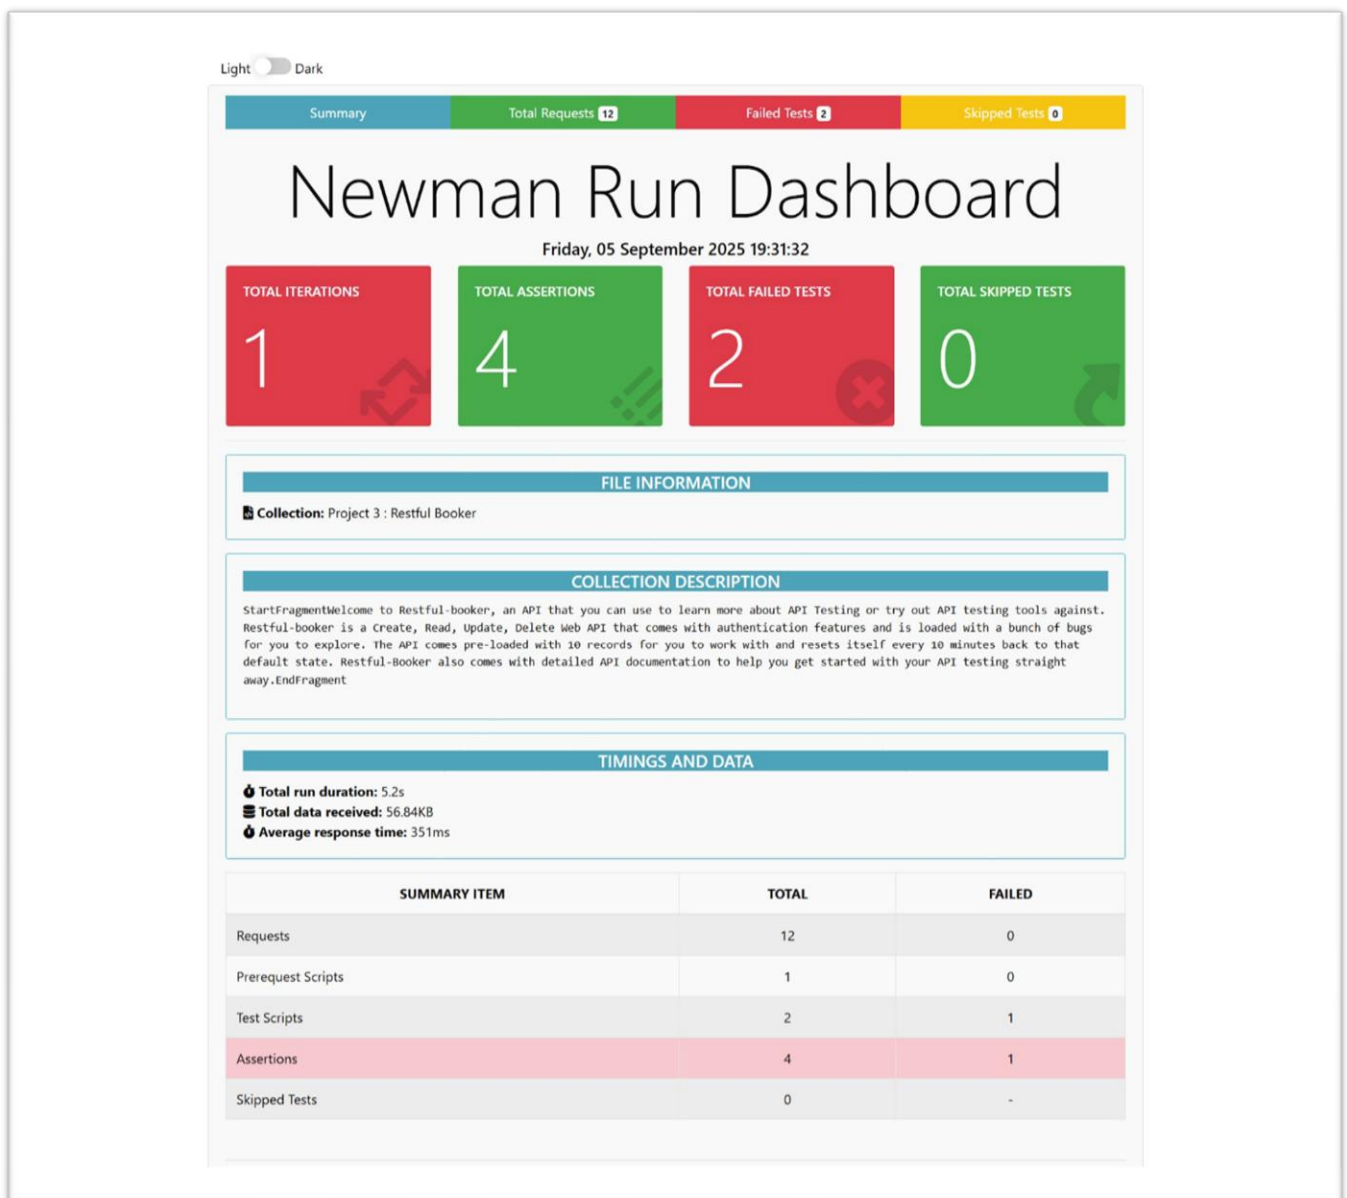 Light Dark
Summary Total Requests 12 Failed Tests 2 Skipped Tests 0
Newman Run Dashboard
Friday, 05 September 2025 19:31:32
TOTAL ITERATIONS TOTAL ASSERTIONS TOTAL FAILED TESTS TOTAL SKIPPED TESTS
1 4 2 0
FILE INFORMATION
Collection: Project 3 : Restful Booker
COLLECTION DESCRIPTION
StartFragmentWelcome to Restful-booker, an API that you can use to learn more about API Testing or try out API testing tools against.
Restful-booker is a Create, Read, Update, Delete Web API that comes with authentication features and is loaded with a bunch of bugs
for you to explore. The API comes pre-loaded with 10 records for you to work with and resets itself every 10 minutes back to that
default state. Restful-Booker also comes with detailed API documentation to help you get started with your API testing straight
away.EndFragment
TIMINGS AND DATA
Total run duration: 5.2s
Total data received: 56.84KB
Average response time: 351ms
SUMMARY ITEM TOTAL FAILED
Requests 12 0
Prerequest Scripts 1 0
Test Scripts 2 1
Assertions 4 1
Skipped Tests 0 -